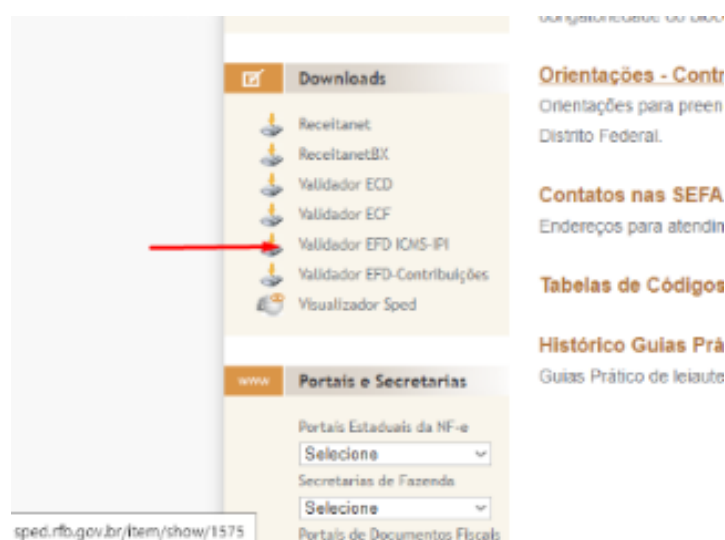 Downloads
Receitanet
ReceitanetBX
Validador ECD
Validador ECF
Validador EFD ICMS-IPI
Validador EFD-Contribuições
Visualizador Sped
www
Portais e Secretarias
Portais Estaduais da NF-e
Selecione
Secretarias de Fazenda
Selecione
Portais de Documentos Fiscais
Orientações - Contr
Orientações para preen
Distrito Federal.
Contatos nas SEFA
Endereços para atendin
Tabelas de Códigos
Histórico Guias Prá
Guias Prático de leiaute
sped.rfb.gov.br/item/show/1575